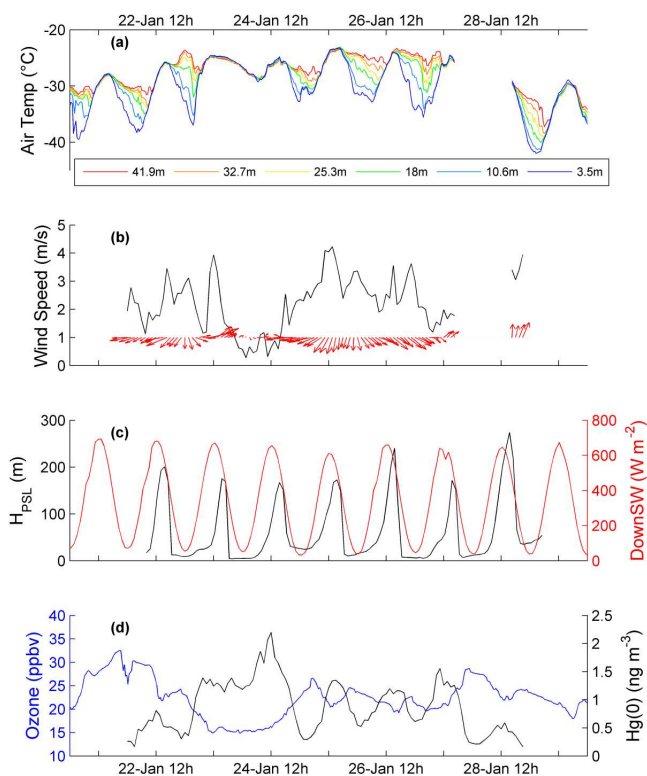 22-Jan 12h 24-Jan 12h 26-Jan 12h 28-Jan 12h
-20
-30
-40
Air Temp (°C)
(a)
41.9m 32.7m 25.3m 18m 10.6m 3.5m
5
4
3
2
1
0
Wind Speed (m/s)
(b)
300
200
100
0
H_PSL (m)
(c)
800
600
400
200
0
DownSW (W m⁻²)
40
35
30
25
20
15
10
Ozone (ppbv)
(d)
2.5
2
1.5
1
0.5
0
Hg(0) (ng m⁻³)
22-Jan 12h 24-Jan 12h 26-Jan 12h 28-Jan 12h